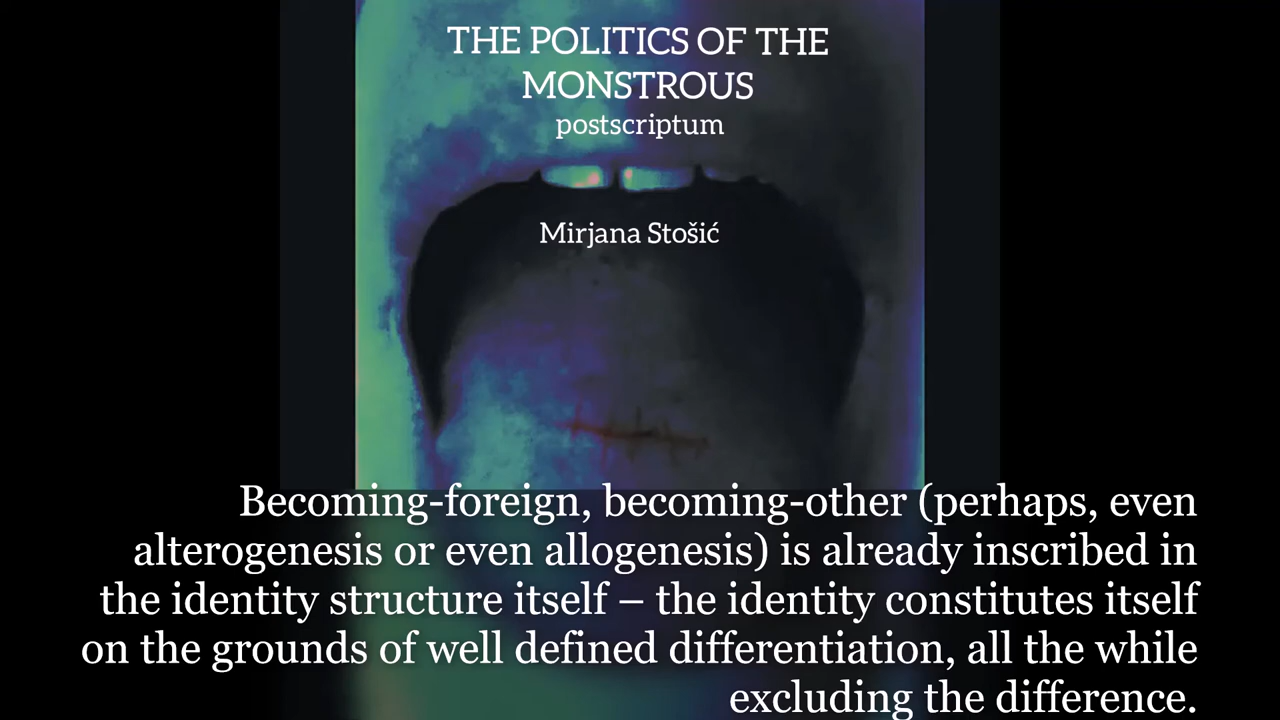 THE POLITICS OF THE
MONSTROUS
postscriptum
Mirjana Stošić
Becoming-foreign, becoming-other (perhaps, even
alterogenesis or even allogenesis) is already inscribed in
the identity structure itself – the identity constitutes itself
on the grounds of well defined differentiation, all the while
excluding the difference.